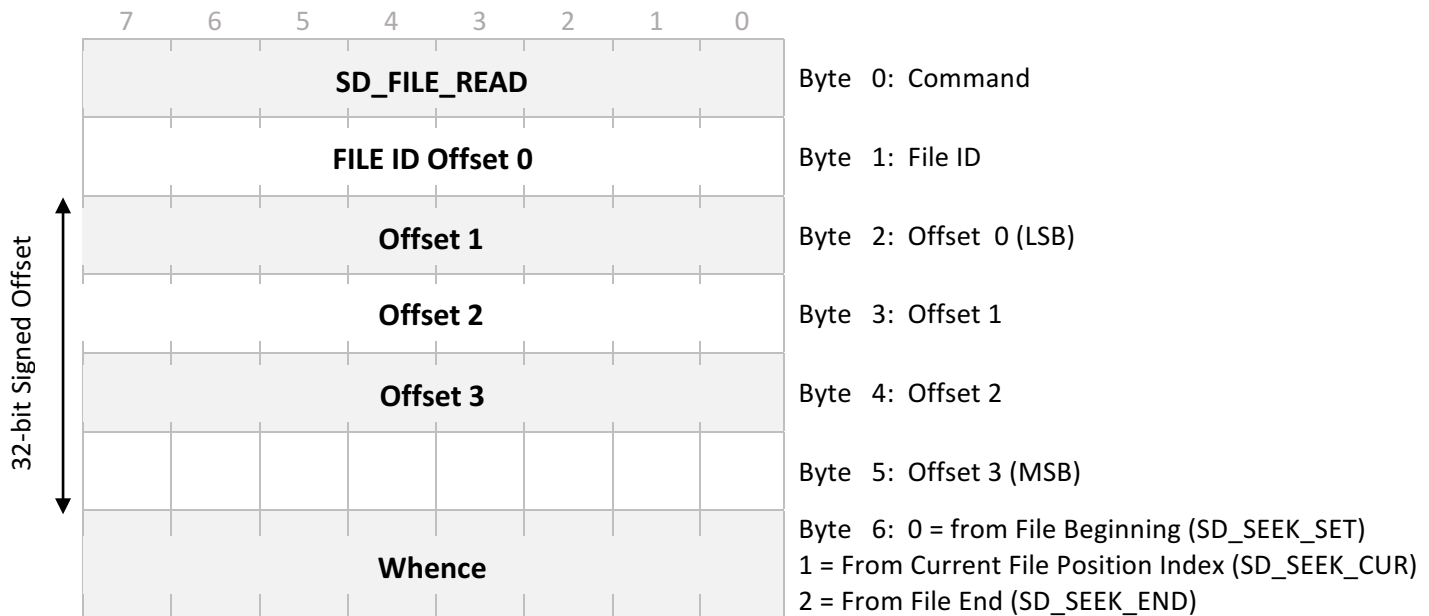 7 6 5 4 3 2 1 0
SD_FILE_READ Byte 0: Command
FILE ID Offset 0 Byte 1: File ID
32-bit Signed Offset
Offset 1 Byte 2: Offset 0 (LSB)
Offset 2 Byte 3: Offset 1
Offset 3 Byte 4: Offset 2
Byte 5: Offset 3 (MSB)
Whence
Byte 6: 0 = from File Beginning (SD_SEEK_SET)
1 = From Current File Position Index (SD_SEEK_CUR)
2 = From File End (SD_SEEK_END)